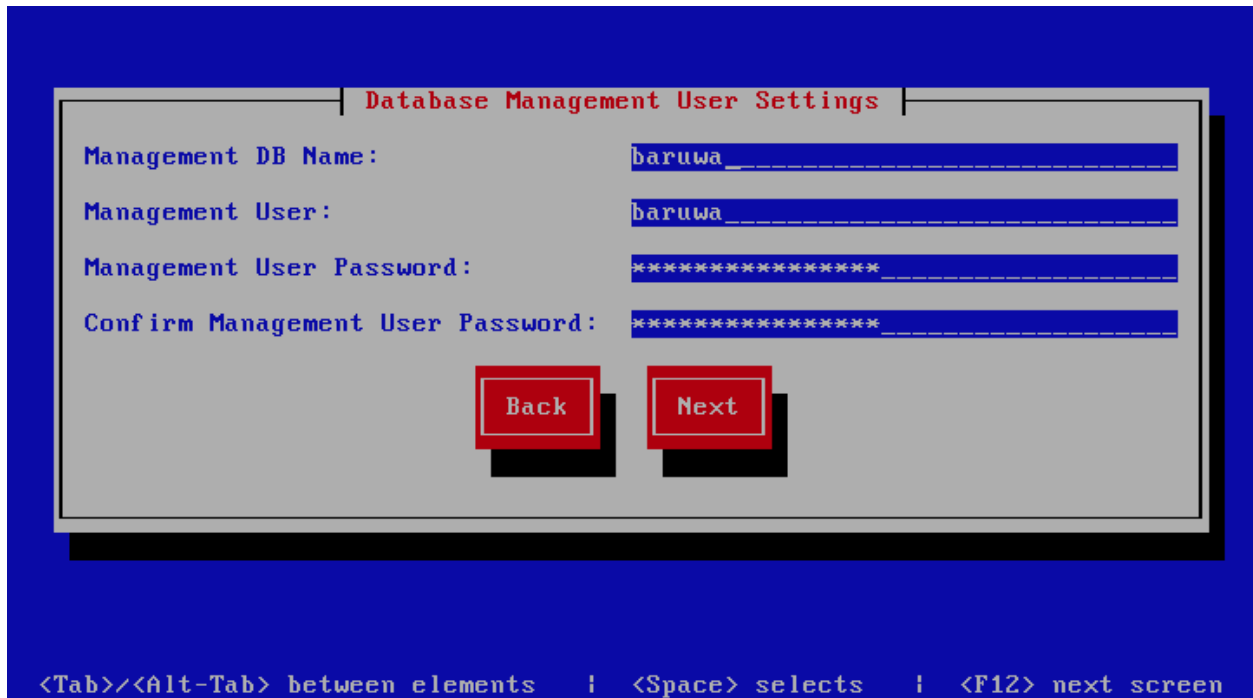 Database Management User Settings
Management DB Name: baruwa
Management User: baruwa
Management User Password: ****************
Confirm Management User Password: ****************
Back Next
<Tab>/<Alt-Tab> between elements | <Space> selects | <F12> next screen